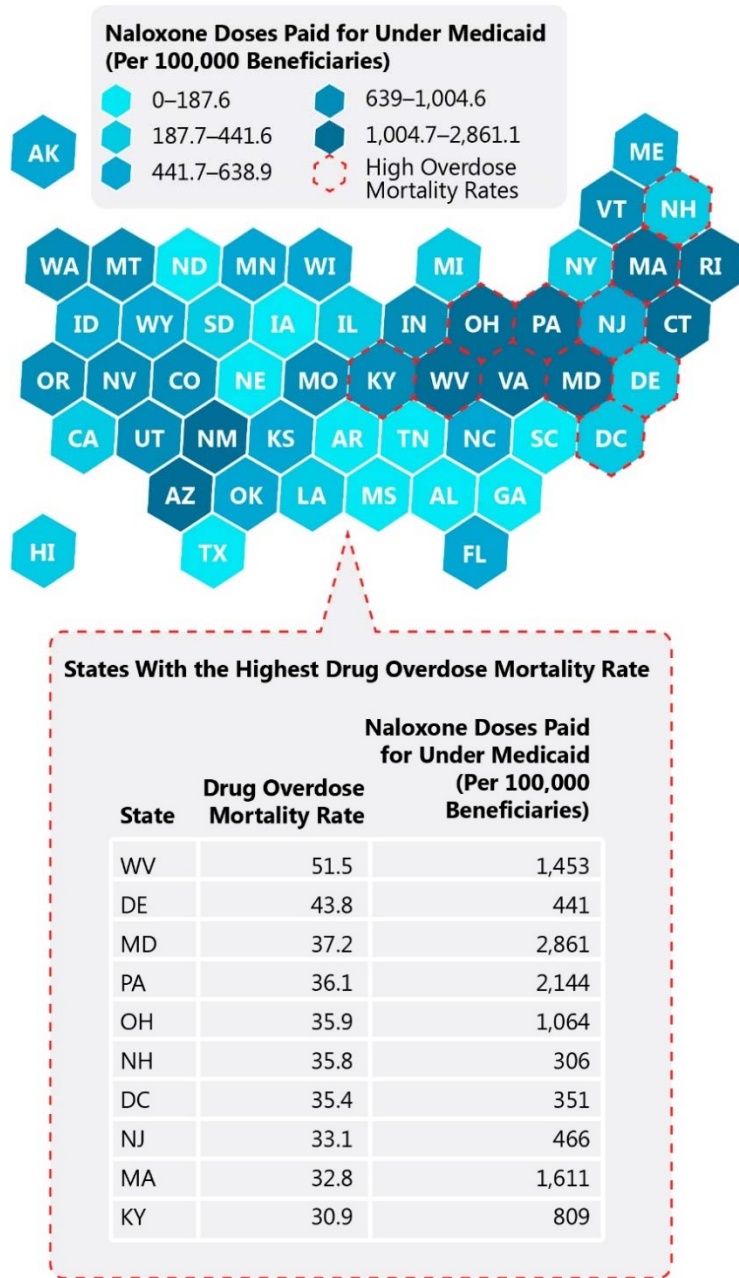 Naloxone Doses Paid for Under Medicaid
(Per 100,000 Beneficiaries)
0–187.6
639–1,004.6
187.7–441.6
1,004.7–2,861.1
441.7–638.9
High Overdose
Mortality Rates
AK
ME
VT NH
WA MT ND MN WI MI NY MA RI
ID WY SD IA IL IN OH PA NJ CT
OR NV CO NE MO KY WV VA MD DE
CA UT NM KS AR TN NC SC DC
AZ OK LA MS AL GA
HI TX FL
States With the Highest Drug Overdose Mortality Rate
State
Drug Overdose
Mortality Rate
Naloxone Doses Paid
for Under Medicaid
(Per 100,000
Beneficiaries)
WV 51.5 1,453
DE 43.8 441
MD 37.2 2,861
PA 36.1 2,144
OH 35.9 1,064
NH 35.8 306
DC 35.4 351
NJ 33.1 466
MA 32.8 1,611
KY 30.9 809